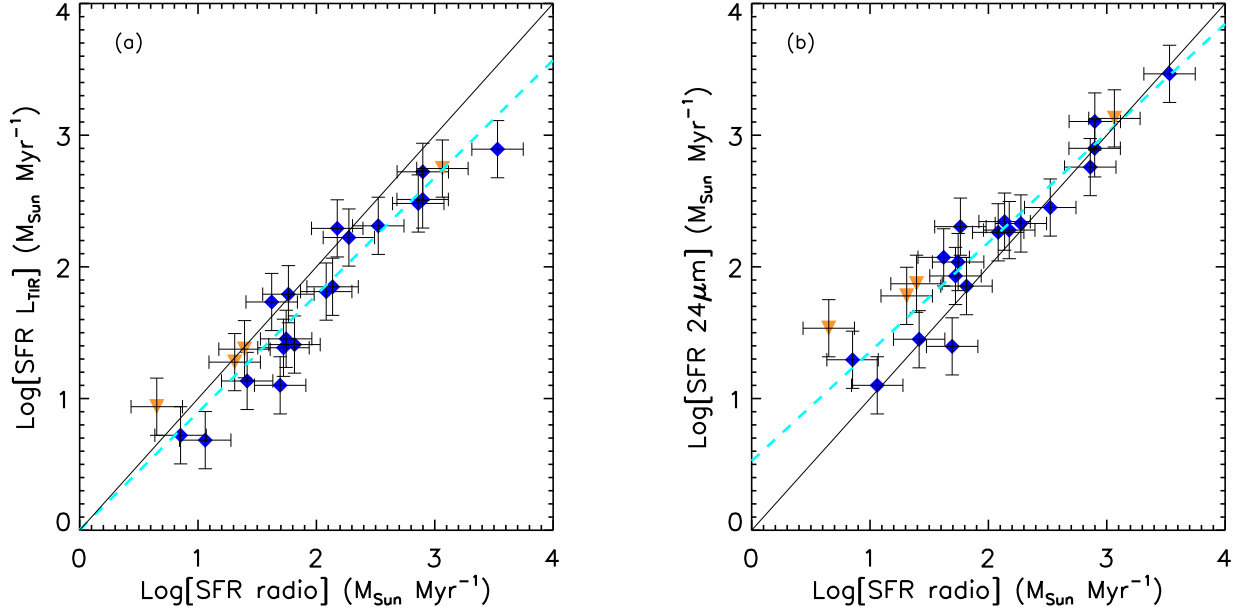 (a)
4
3
2
1
0
Log[SFR L_TIR] (M_Sun Myr⁻¹)
0 1 2 3 4
Log[SFR radio] (M_Sun Myr⁻¹)
(b)
4
3
2
1
0
Log[SFR 24μm] (M_Sun Myr⁻¹)
0 1 2 3 4
Log[SFR radio] (M_Sun Myr⁻¹)